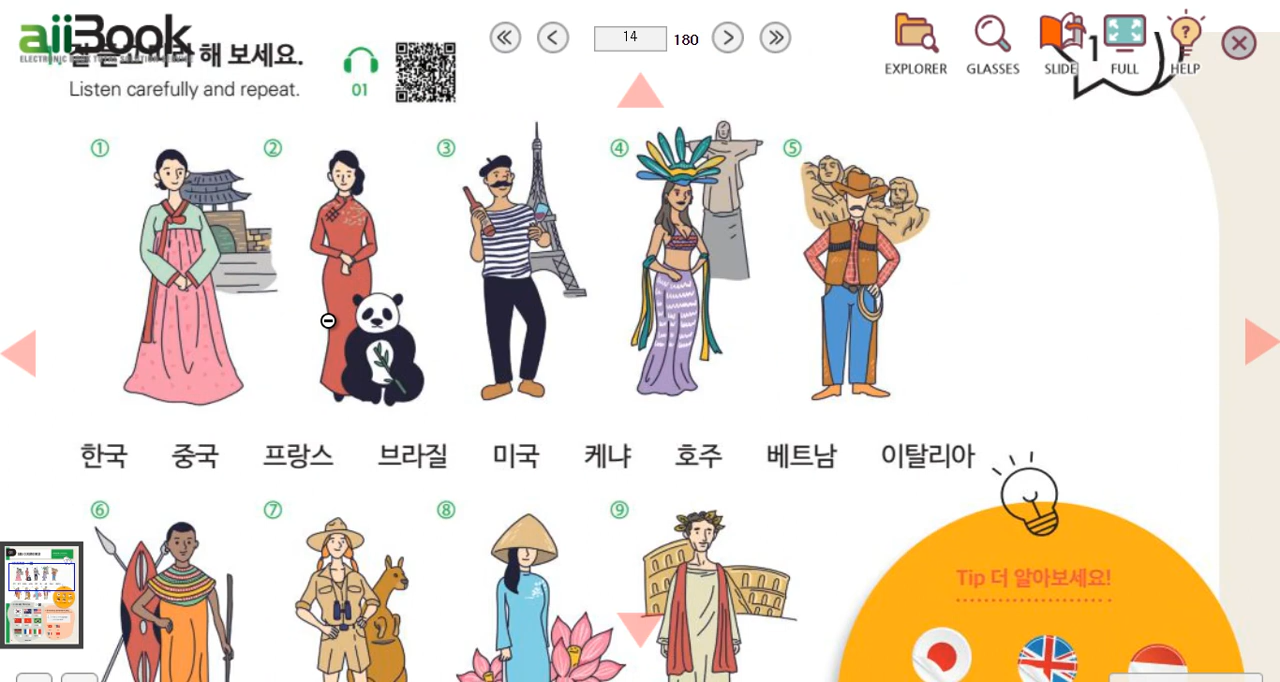 aiiBook
해 보세요.
Listen carefully and repeat.
01
14
180
EXPLORER
GLASSES
SLIDE
FULL
HELP
1
① ② ③ ④ ⑤
한국 중국 프랑스 브라질 미국 케냐 호주 베트남 이탈리아
⑥ ⑦ ⑧ ⑨
Tip 더 알아보세요!